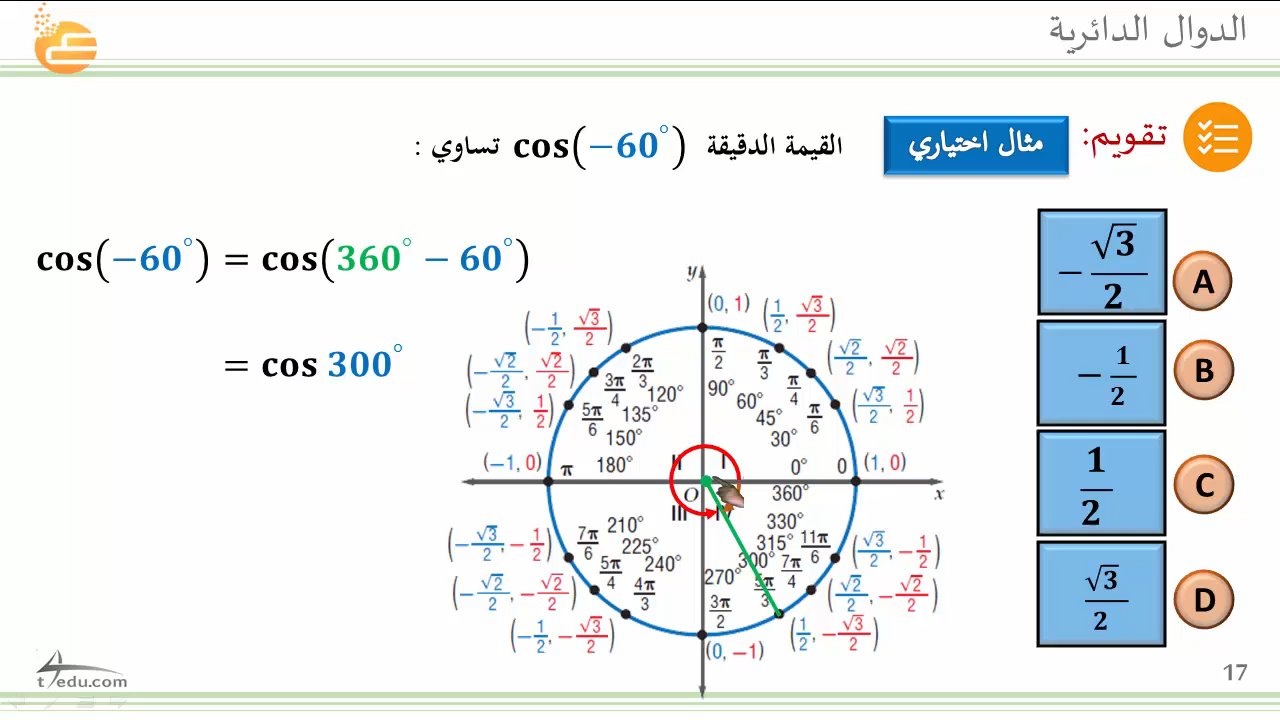 الدوال الدائرية
تقويم:
مثال اختياري
القيمة الدقيقة cos(−60°) تساوي :
cos(−60°) = cos(360° − 60°)
= cos 300°
−√3/2 A
−1/2 B
1/2 C
√3/2 D
y
(0, 1)
(1/2, √3/2)
(√2/2, √2/2)
(√3/2, 1/2)
(1, 0)
(−1/2, √3/2)
(−√2/2, √2/2)
(−√3/2, 1/2)
(−1, 0)
π/2 90°
π/3 60°
π/4 45°
π/6 30°
0° 0
360°
2π/3 120°
3π/4 135°
5π/6 150°
π 180°
II I
O
x
III IV
7π/6 210°
5π/4 225°
4π/3 240°
3π/2 270°
5π/3 300°
7π/4 315°
11π/6 330°
(−√3/2, −1/2)
(−√2/2, −√2/2)
(−1/2, −√3/2)
(0, −1)
(1/2, −√3/2)
(√2/2, −√2/2)
(√3/2, −1/2)
t4edu.com
17